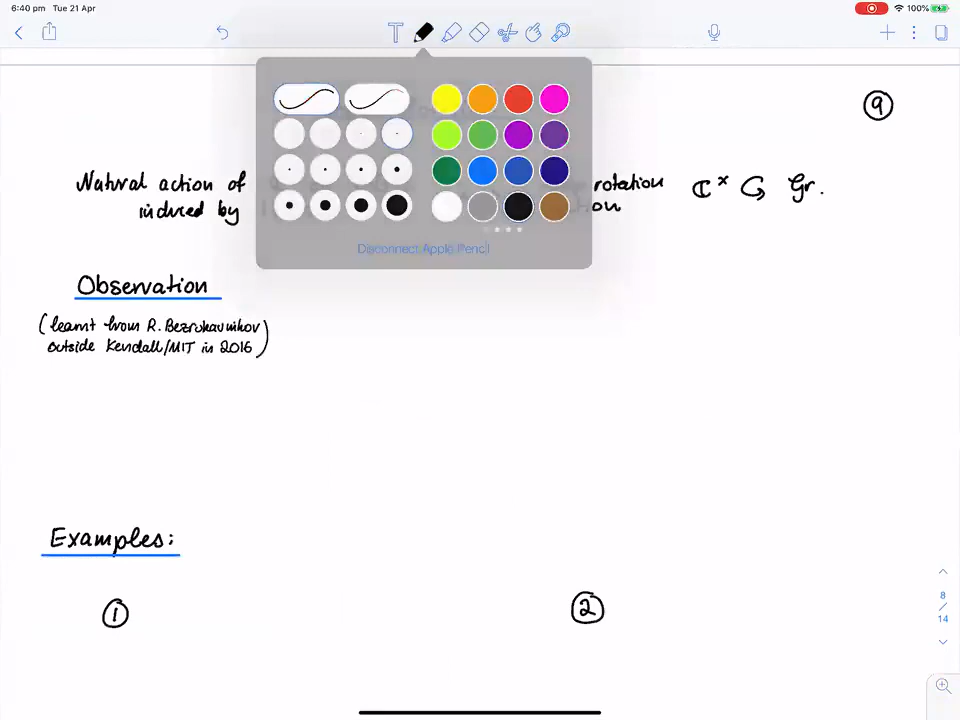 6:40 pm Tue 21 Apr
100%
T
9
Natural action of
rotation ℂˣ ⤿ Gr.
induced by
Disconnect Apple Pencil
Observation
(learnt from R. Bezrukavnikov
outside Kendall/MIT in 2016)
Examples:
1
2
8
/
14